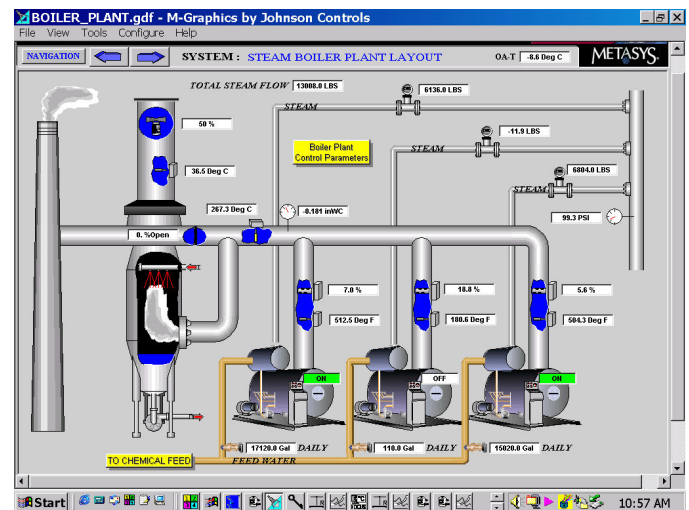 BOILER_PLANT.gdf - M-Graphics by Johnson Controls
File View Tools Configure Help
NAVIGATION SYSTEM : STEAM BOILER PLANT LAYOUT OA-T -8.6 Deg C METASYS.
TOTAL STEAM FLOW 13008.0 LBS 6136.0 LBS
STEAM
50 %
-11.9 LBS
Boiler Plant
Control Parameters
STEAM
36.5 Deg C
6804.0 LBS
STEAM
267.3 Deg C -0.181 inWC 99.3 PSI
0. %Open
7.0 % 18.8 % 5.6 %
512.5 Deg F 180.6 Deg F 504.3 Deg F
ON OFF ON
17120.0 Gal DAILY 110.0 Gal DAILY 15020.0 Gal DAILY
TO CHEMICAL FEED FEED WATER
Start 10:57 AM